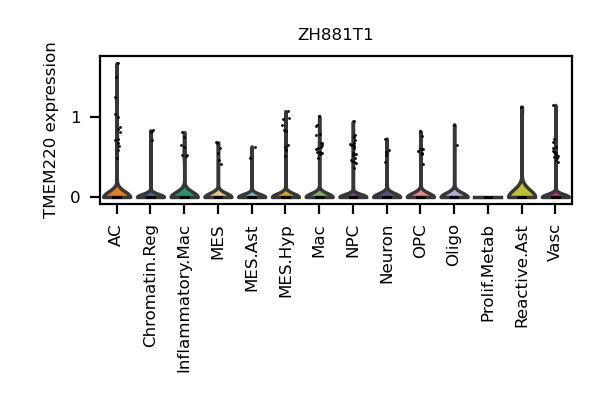 ZH881T1
TMEM220 expression
1
0
AC
Chromatin.Reg
Inflammatory.Mac
MES
MES.Ast
MES.Hyp
Mac
NPC
Neuron
OPC
Oligo
Prolif.Metab
Reactive.Ast
Vasc